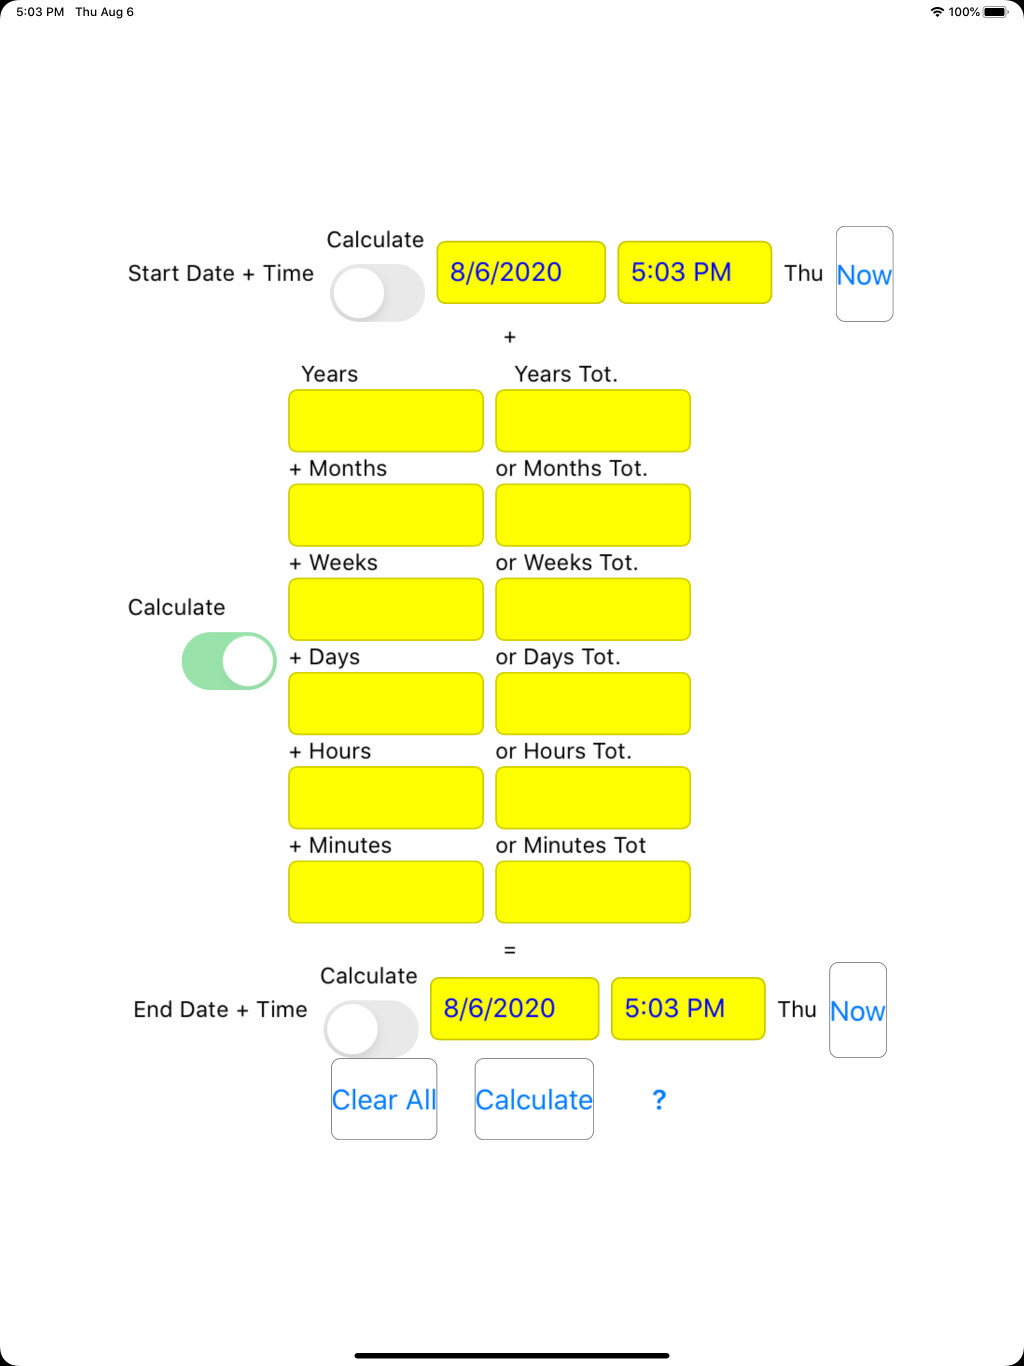 5:03 PM Thu Aug 6 100%
Calculate
Start Date + Time 8/6/2020 5:03 PM Thu Now
+
Years Years Tot.
+ Months or Months Tot.
+ Weeks or Weeks Tot.
Calculate
+ Days or Days Tot.
+ Hours or Hours Tot.
+ Minutes or Minutes Tot
=
Calculate
End Date + Time 8/6/2020 5:03 PM Thu Now
Clear All Calculate ?